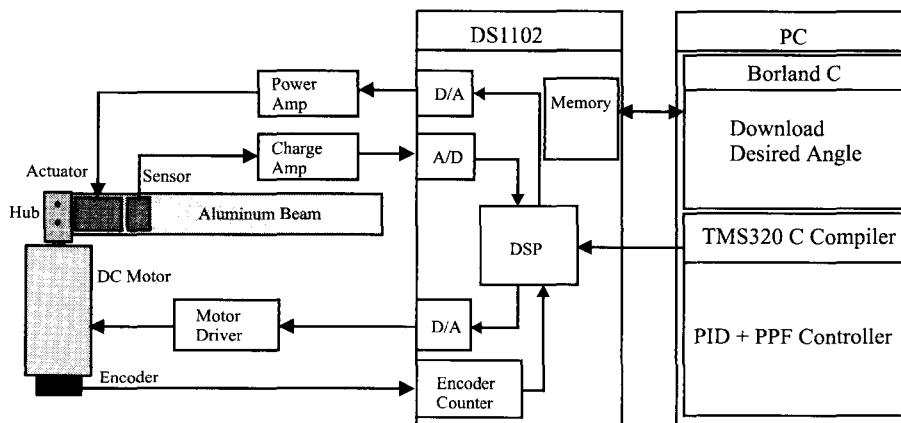 DS1102
PC
Power
Amp
D/A
Memory
Borland C
Download
Desired Angle
Charge
Amp
A/D
Actuator
Sensor
Hub
Aluminum Beam
DSP
TMS320 C Compiler
DC Motor
Motor
Driver
D/A
PID + PPF Controller
Encoder
Encoder
Counter